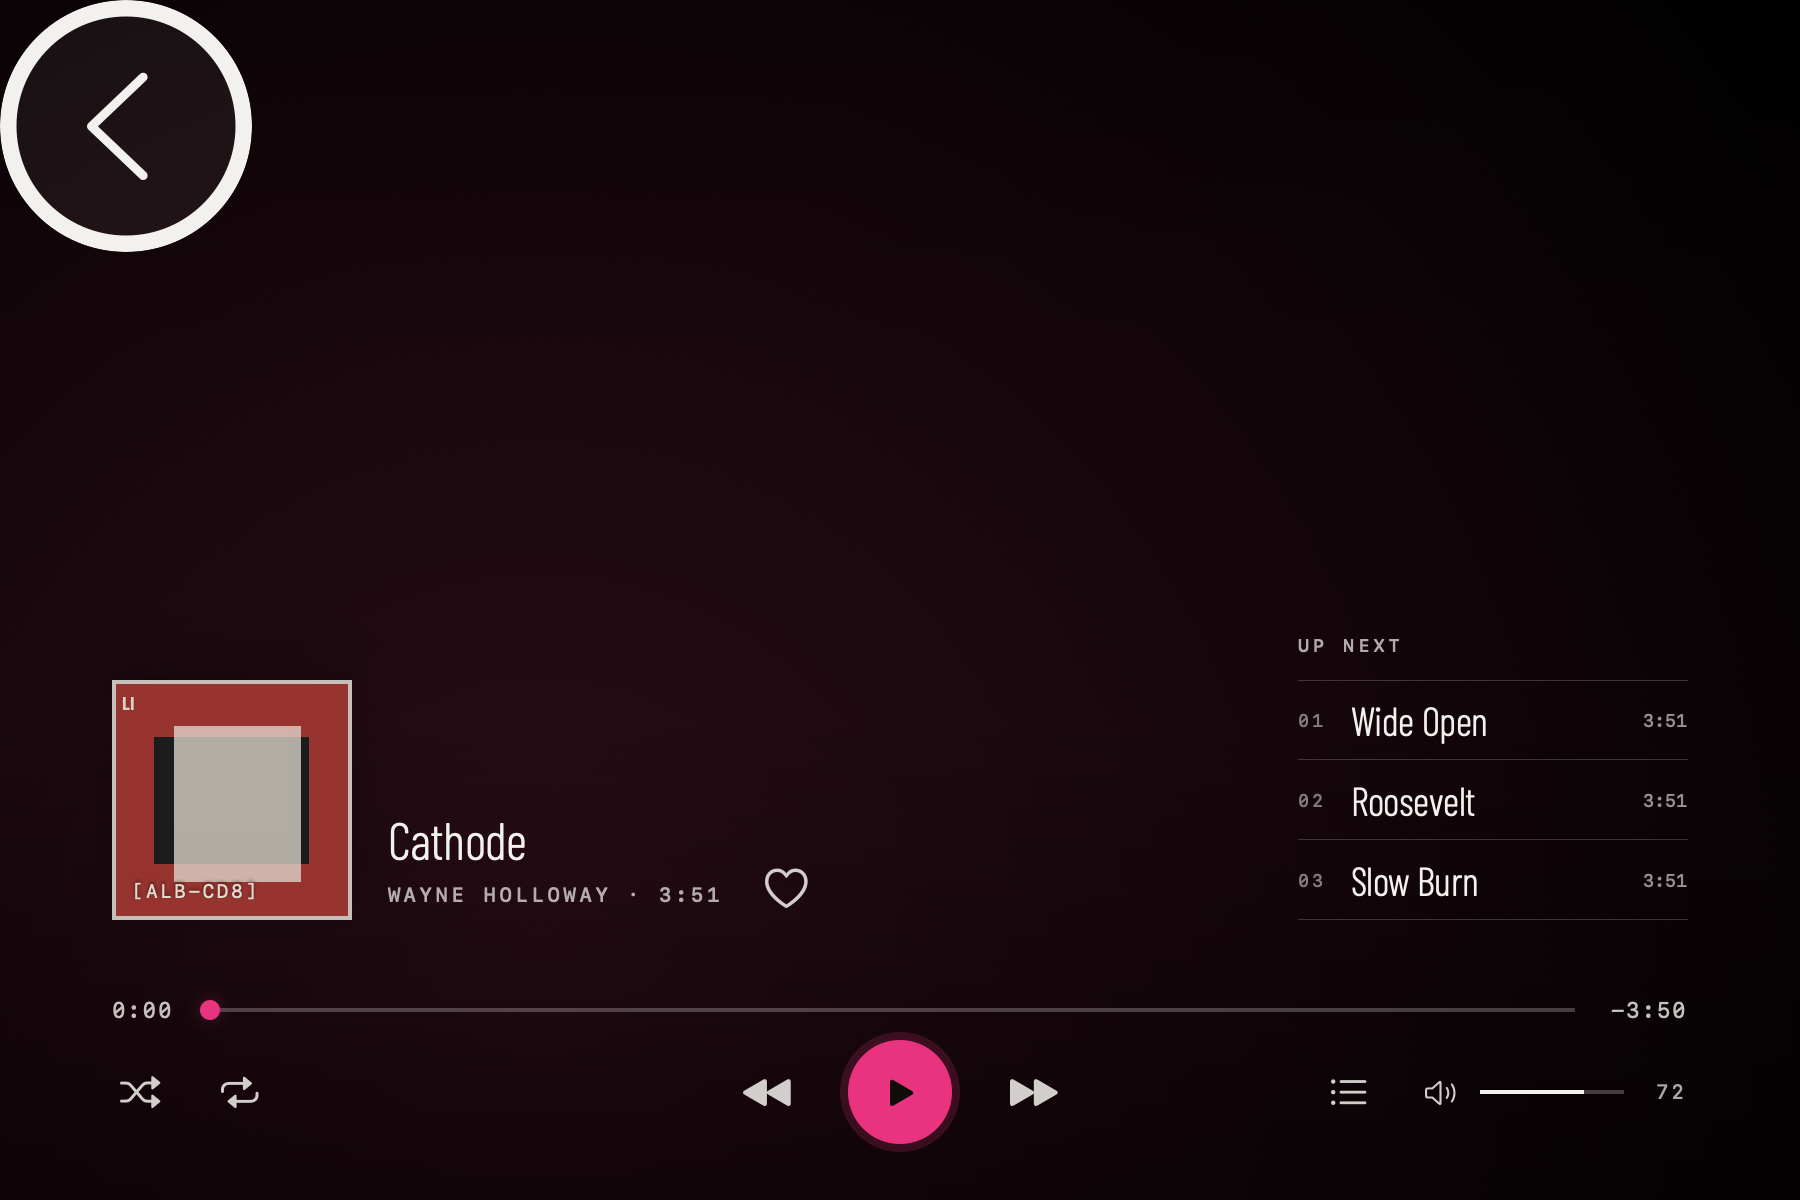 LI
[ALB–CD8]
Cathode
WAYNE HOLLOWAY · 3:51
UP NEXT
01 Wide Open 3:51
02 Roosevelt 3:51
03 Slow Burn 3:51
0:00
–3:50
72